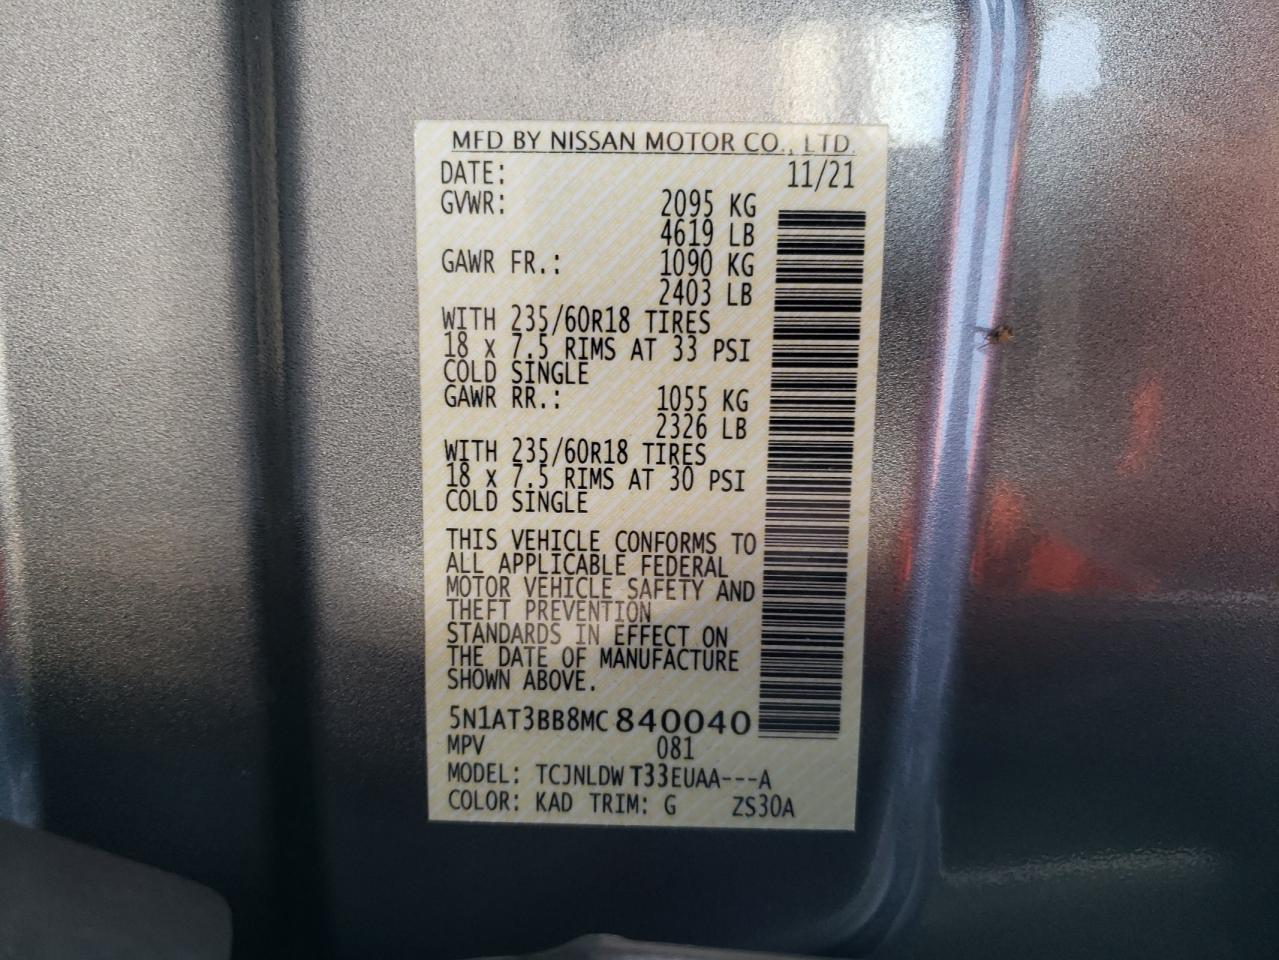 MFD BY NISSAN MOTOR CO., LTD.
DATE: 11/21
GVWR: 2095 KG
4619 LB
GAWR FR.: 1090 KG
2403 LB
WITH 235/60R18 TIRES
18 x 7.5 RIMS AT 33 PSI
COLD SINGLE
GAWR RR.: 1055 KG
2326 LB
WITH 235/60R18 TIRES
18 x 7.5 RIMS AT 30 PSI
COLD SINGLE
THIS VEHICLE CONFORMS TO
ALL APPLICABLE FEDERAL
MOTOR VEHICLE SAFETY AND
THEFT PREVENTION
STANDARDS IN EFFECT ON
THE DATE OF MANUFACTURE
SHOWN ABOVE.
5N1AT3BB8MC840040
MPV 081
MODEL: TCJNLDW T33EUAA---A
COLOR: KAD TRIM: G ZS30A